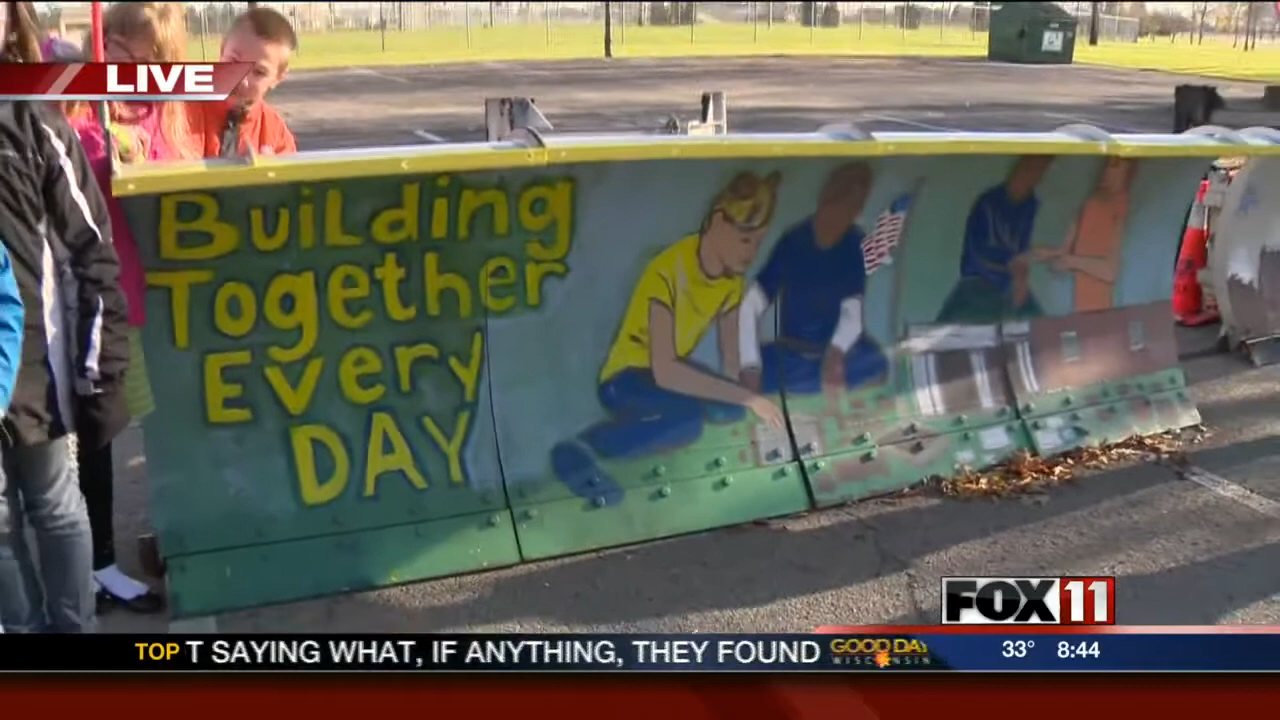 LIVE
BuiLding
Together
Every
DAY
FOX 11
TOP T SAYING WHAT, IF ANYTHING, THEY FOUND GOOD DAY WISCONSIN 33° 8:44